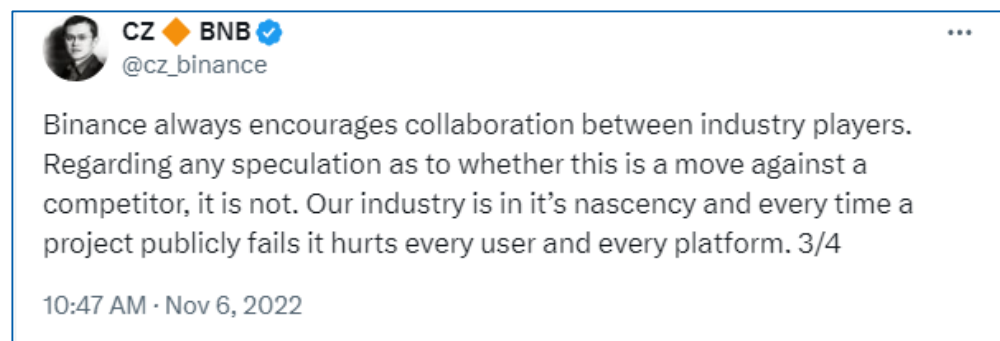 CZ 🔶 BNB
@cz_binance
Binance always encourages collaboration between industry players.
Regarding any speculation as to whether this is a move against a
competitor, it is not. Our industry is in it’s nascency and every time a
project publicly fails it hurts every user and every platform. 3/4
10:47 AM · Nov 6, 2022